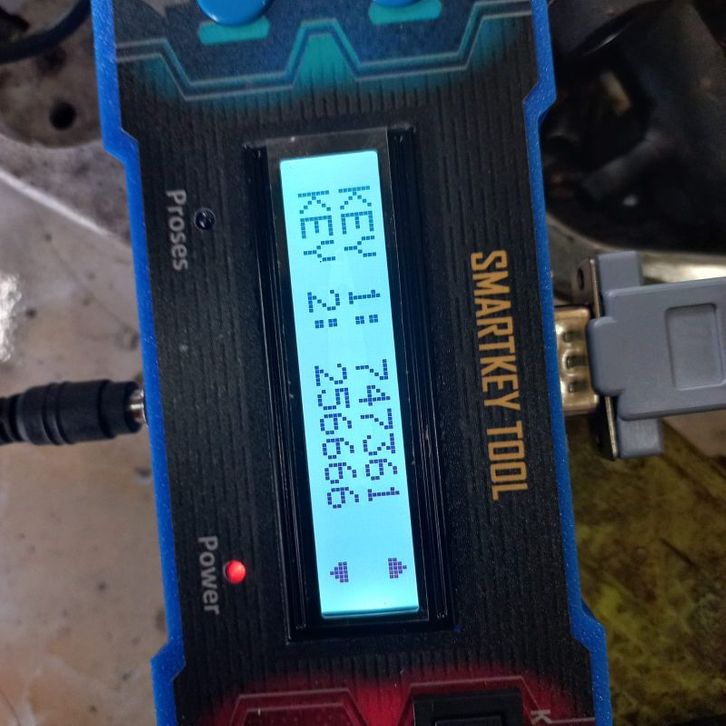 SMARTKEY TOOL
KEY 1: 747361
KEY 2: 256666
Proses
Power